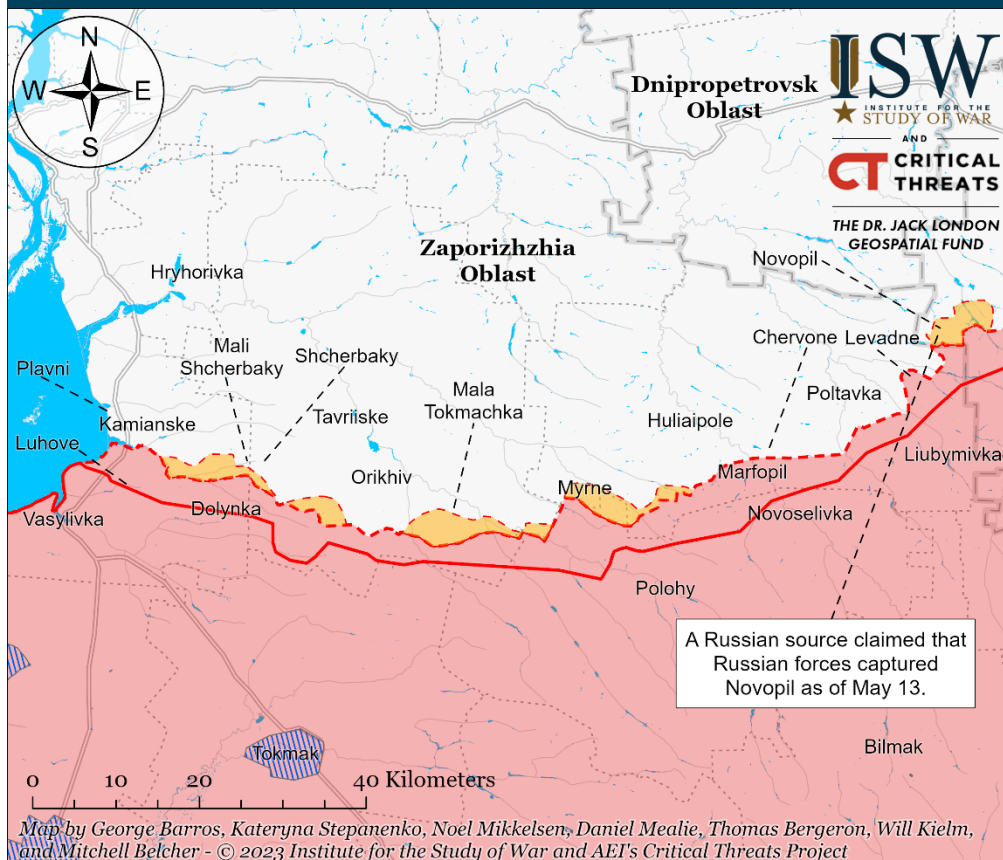 N
W
E
S
Dnipropetrovsk
Oblast
ISW
INSTITUTE FOR THE
STUDY OF WAR
AND
CT CRITICAL
THREATS
THE DR. JACK LONDON
GEOSPATIAL FUND
Zaporizhzhia
Oblast
Novopil
Hryhorivka
Mali
Shcherbaky
Shcherbaky
Chervone
Levadne
Plavni
Mala
Tokmachka
Poltavka
Kamianske
Tavriiske
Huliaipole
Luhove
Orikhiv
Marfopil
Liubymivka
Myrne
Vasylivka
Dolynka
Novoselivka
Polohy
A Russian source claimed that
Russian forces captured
Novopil as of May 13.
Tokmak
Bilmak
0 10 20 40 Kilometers
Map by George Barros, Kateryna Stepanenko, Noel Mikkelsen, Daniel Mealie, Thomas Bergeron, Will Kielm,
and Mitchell Belcher - © 2023 Institute for the Study of War and AEI's Critical Threats Project